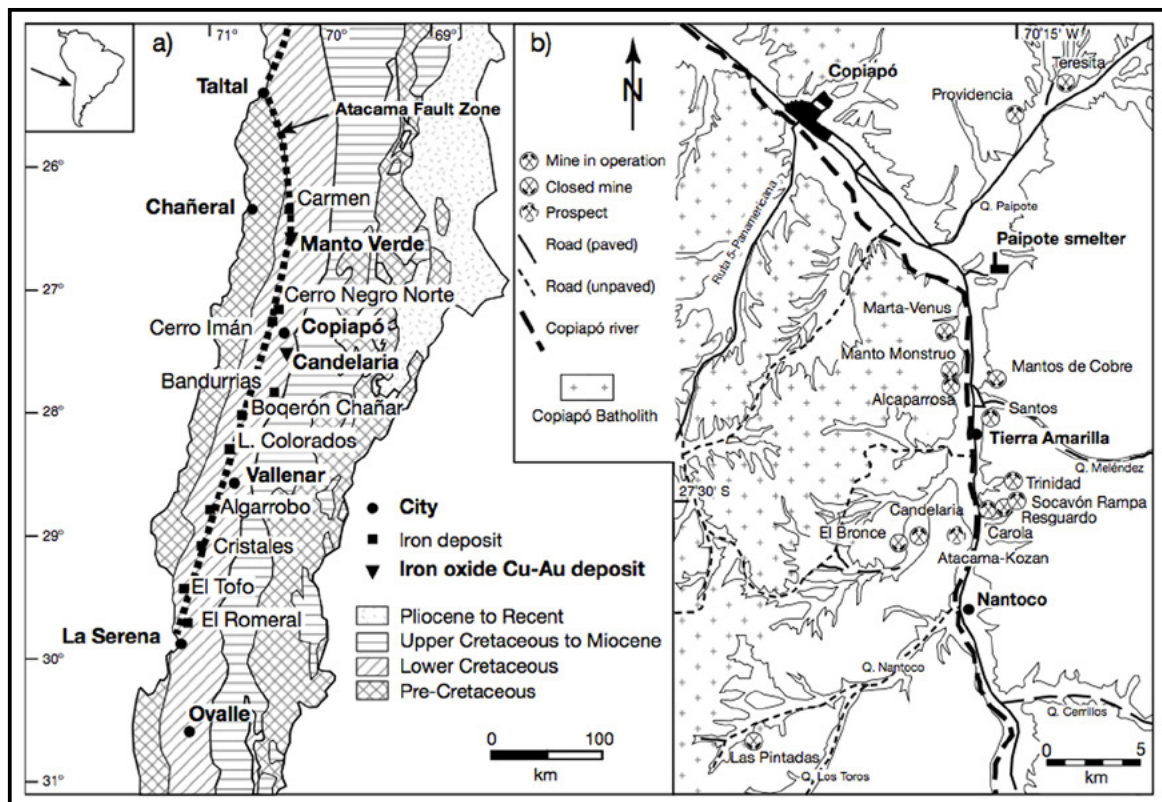 a)
71°
70°
69°
Taltal
Atacama Fault Zone
26°
Carmen
Chañeral
Manto Verde
27°
Cerro Negro Norte
Cerro Imán
Copiapó
Candelaria
Bandurrias
28°
Boqerón Chañar
L. Colorados
Vallenar
Algarrobo
29°
Cristales
El Tofo
El Romeral
La Serena
30°
Ovalle
31°
City
Iron deposit
Iron oxide Cu-Au deposit
Pliocene to Recent
Upper Cretaceous to Miocene
Lower Cretaceous
Pre-Cretaceous
0 100
km
b)
N
Mine in operation
Closed mine
Prospect
Road (paved)
Road (unpaved)
Copiapó river
Copiapó Batholith
70°15' W
Copiapó
Teresita
Providencia
Ruta 5-Panamericana
Q. Paipote
Paipote smelter
Marta-Venus
Manto Monstruo
Mantos de Cobre
Alcaparrosa
Santos
Tierra Amarilla
Q. Meléndez
27°30' S
Trinidad
Candelaria
Socavón Rampa
Resguardo
El Bronce
Carola
Atacama-Kozan
Nantoco
Q. Nantoco
Q. Cerrillos
Las Pintadas
Q. Los Toros
0 5
km